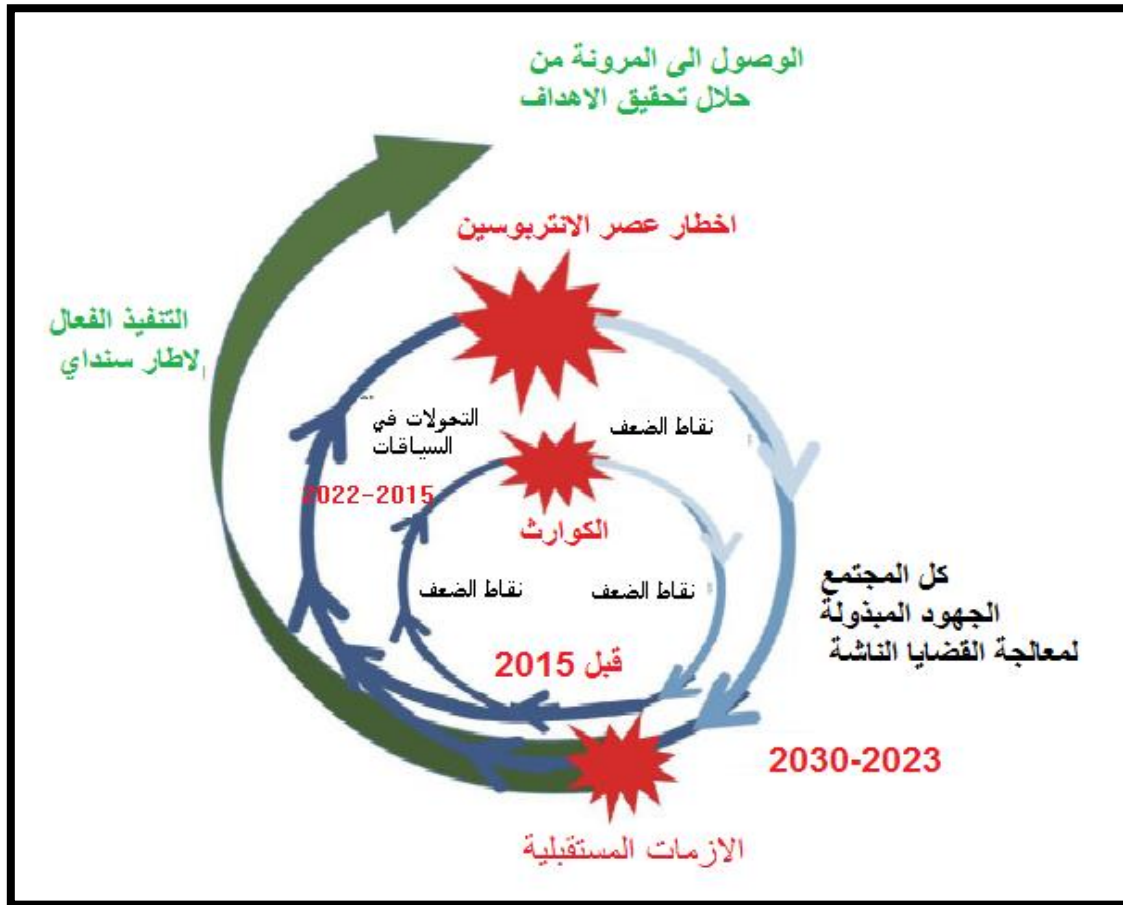 الوصول الى المرونة من
حلال تحقيق الاهداف
اخطار عصر الانتربوسين
التنفيذ الفعال
لاطار سنداي
التحولات في
السياقات
نقاط الضعف
2022-2015
الكوارث
نقاط الضعف
نقاط الضعف
كل المجتمع
الجهود المبذولة
لمعالجة القضايا الناشة
قبل 2015
2030-2023
الازمات المستقبلية